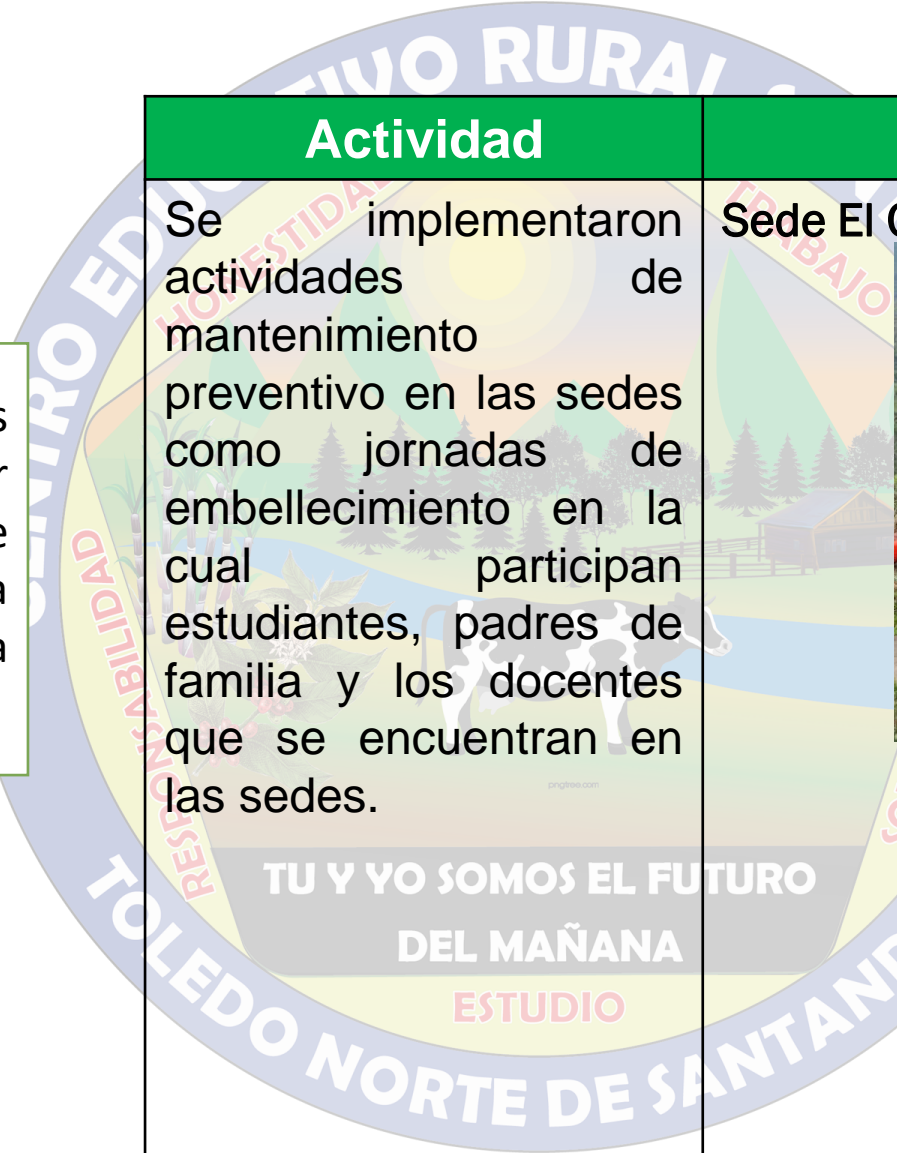 Actividad
Se implementaron
actividades de
mantenimiento
preventivo en las sedes
como jornadas de
embellecimiento en la
cual participan
estudiantes, padres de
familia y los docentes
que se encuentran en
las sedes.
Sede El
RURAL
HONESTIDAD
TRABAJO
RESPONSABILIDAD
pngtree.com
TU Y YO SOMOS EL FUTURO
DEL MAÑANA
ESTUDIO
TOLEDO NORTE DE